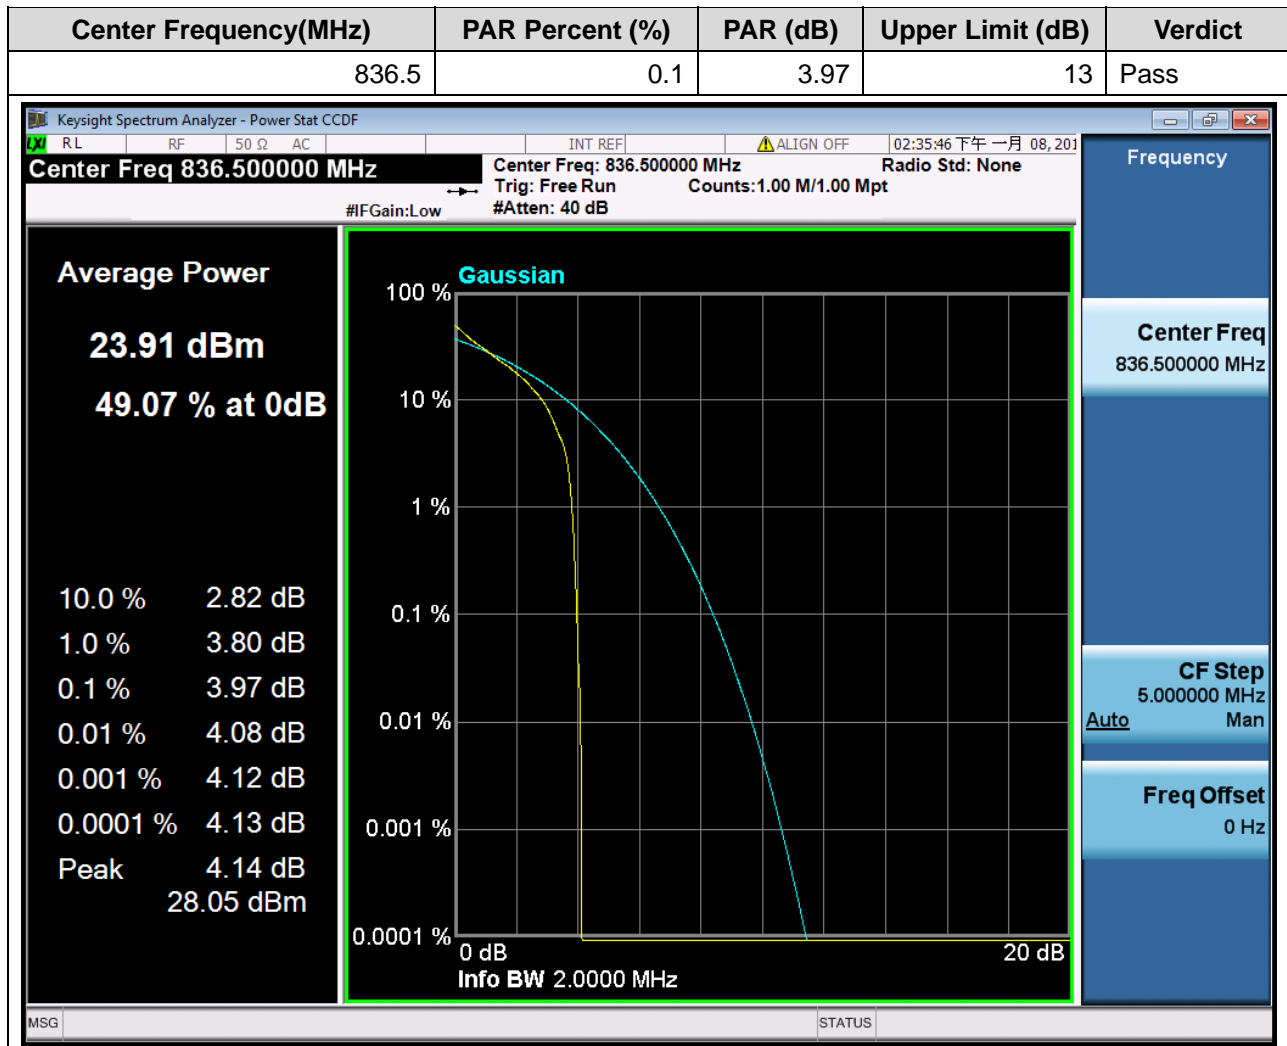 Center Frequency(MHz) PAR Percent (%) PAR (dB) Upper Limit (dB) Verdict
836.5 0.1 3.97 13 Pass
Keysight Spectrum Analyzer - Power Stat CCDF
LXI RL RF 50 Ω AC INT REF ALIGN OFF 02:35:46 下午 一月 08, 201
Center Freq 836.500000 MHz
Center Freq: 836.500000 MHz Radio Std: None
Trig: Free Run Counts:1.00 M/1.00 Mpt
#IFGain:Low #Atten: 40 dB
Average Power
23.91 dBm
49.07 % at 0dB
10.0 % 2.82 dB
1.0 % 3.80 dB
0.1 % 3.97 dB
0.01 % 4.08 dB
0.001 % 4.12 dB
0.0001 % 4.13 dB
Peak 4.14 dB
28.05 dBm
Gaussian
100 %
10 %
1 %
0.1 %
0.01 %
0.001 %
0.0001 %
0 dB 20 dB
Info BW 2.0000 MHz
Frequency
Center Freq
836.500000 MHz
CF Step
5.000000 MHz
Auto Man
Freq Offset
0 Hz
MSG STATUS